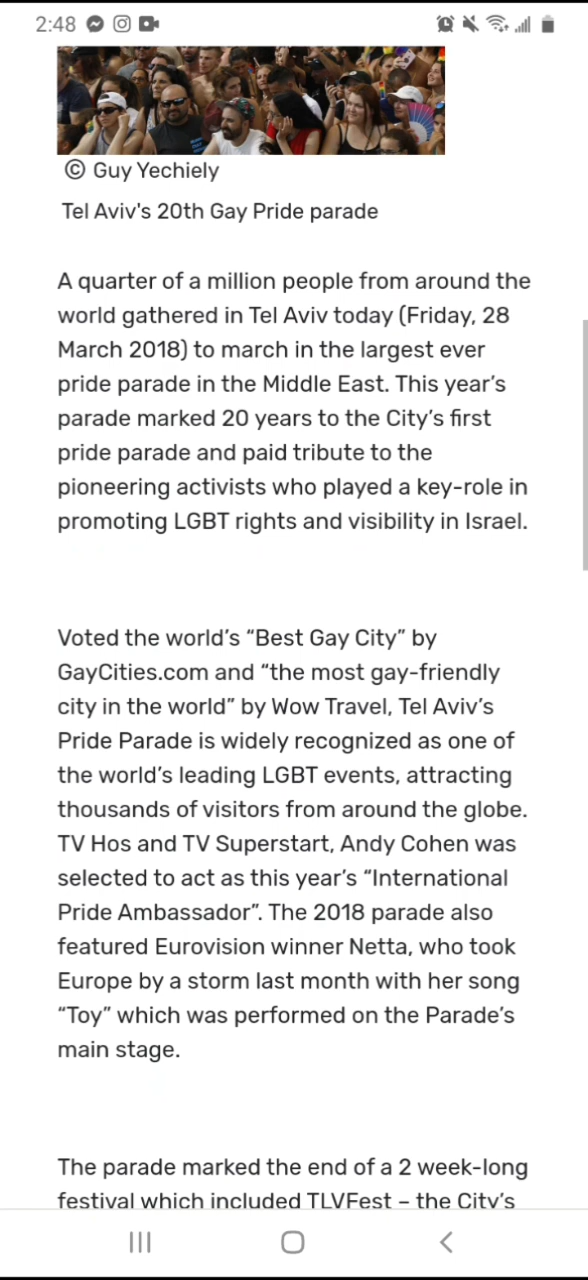 2:48
© Guy Yechiely
Tel Aviv's 20th Gay Pride parade
A quarter of a million people from around the
world gathered in Tel Aviv today (Friday, 28
March 2018) to march in the largest ever
pride parade in the Middle East. This year’s
parade marked 20 years to the City’s first
pride parade and paid tribute to the
pioneering activists who played a key-role in
promoting LGBT rights and visibility in Israel.
Voted the world’s “Best Gay City” by
GayCities.com and “the most gay-friendly
city in the world” by Wow Travel, Tel Aviv’s
Pride Parade is widely recognized as one of
the world’s leading LGBT events, attracting
thousands of visitors from around the globe.
TV Hos and TV Superstart, Andy Cohen was
selected to act as this year’s “International
Pride Ambassador”. The 2018 parade also
featured Eurovision winner Netta, who took
Europe by a storm last month with her song
“Toy” which was performed on the Parade’s
main stage.
The parade marked the end of a 2 week-long
festival which included TLVFest – the City’s